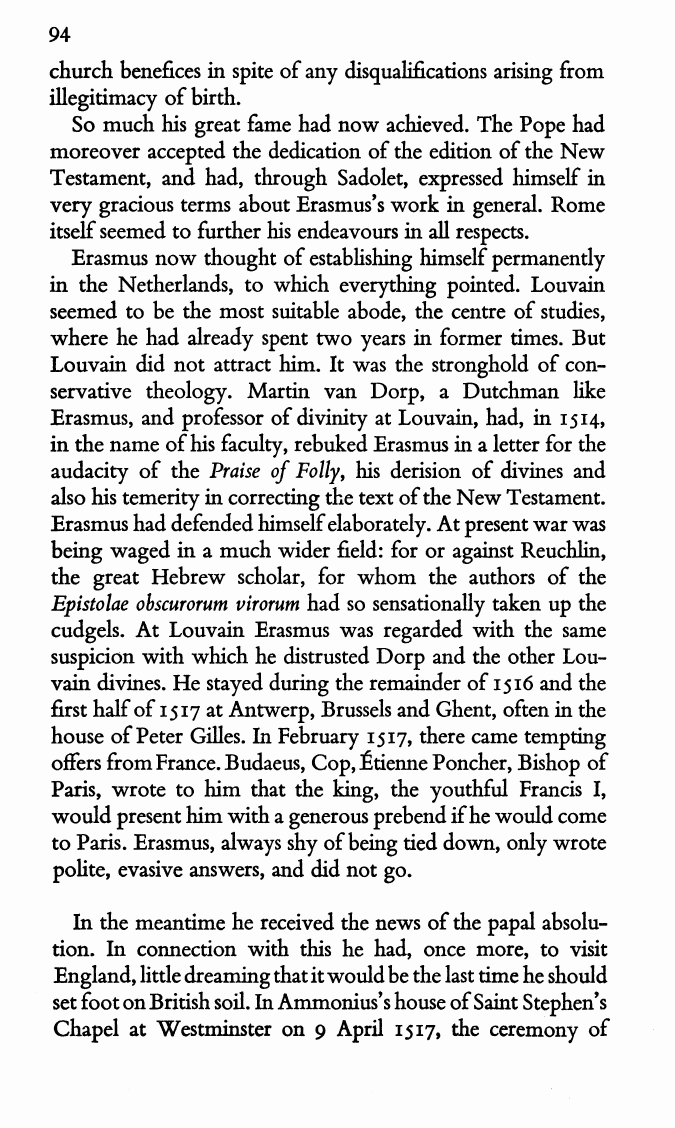 94
church benefices in spite of any disqualifications arising from
illegitimacy of birth.
So much his great fame had now achieved. The Pope had
moreover accepted the dedication of the edition of the New
Testament, and had, through Sadolet, expressed himself in
very gracious terms about Erasmus's work in general. Rome
itself seemed to further his endeavours in all respects.
Erasmus now thought of establishing himself permanently
in the Netherlands, to which everything pointed. Louvain
seemed to be the most suitable abode, the centre of studies,
where he had already spent two years in former times. But
Louvain did not attract him. It was the stronghold of con-
servative theology. Martin van Dorp, a Dutchman like
Erasmus, and professor of divinity at Louvain, had, in 1514,
in the name of his faculty, rebuked Erasmus in a letter for the
audacity of the Praise of Folly, his derision of divines and
also his temerity in correcting the text of the New Testament.
Erasmus had defended himself elaborately. At present war was
being waged in a much wider field: for or against Reuchlin,
the great Hebrew scholar, for whom the authors of the
Epistolae obscurorum virorum had so sensationally taken up the
cudgels. At Louvain Erasmus was regarded with the same
suspicion with which he distrusted Dorp and the other Lou-
vain divines. He stayed during the remainder of 1516 and the
first half of 1517 at Antwerp, Brussels and Ghent, often in the
house of Peter Gilles. In February 1517, there came tempting
offers from France. Budaeus, Cop, Étienne Poncher, Bishop of
Paris, wrote to him that the king, the youthful Francis I,
would present him with a generous prebend if he would come
to Paris. Erasmus, always shy of being tied down, only wrote
polite, evasive answers, and did not go.
In the meantime he received the news of the papal absolu-
tion. In connection with this he had, once more, to visit
England, little dreaming that it would be the last time he should
set foot on British soil. In Ammonius's house of Saint Stephen's
Chapel at Westminster on 9 April 1517, the ceremony of